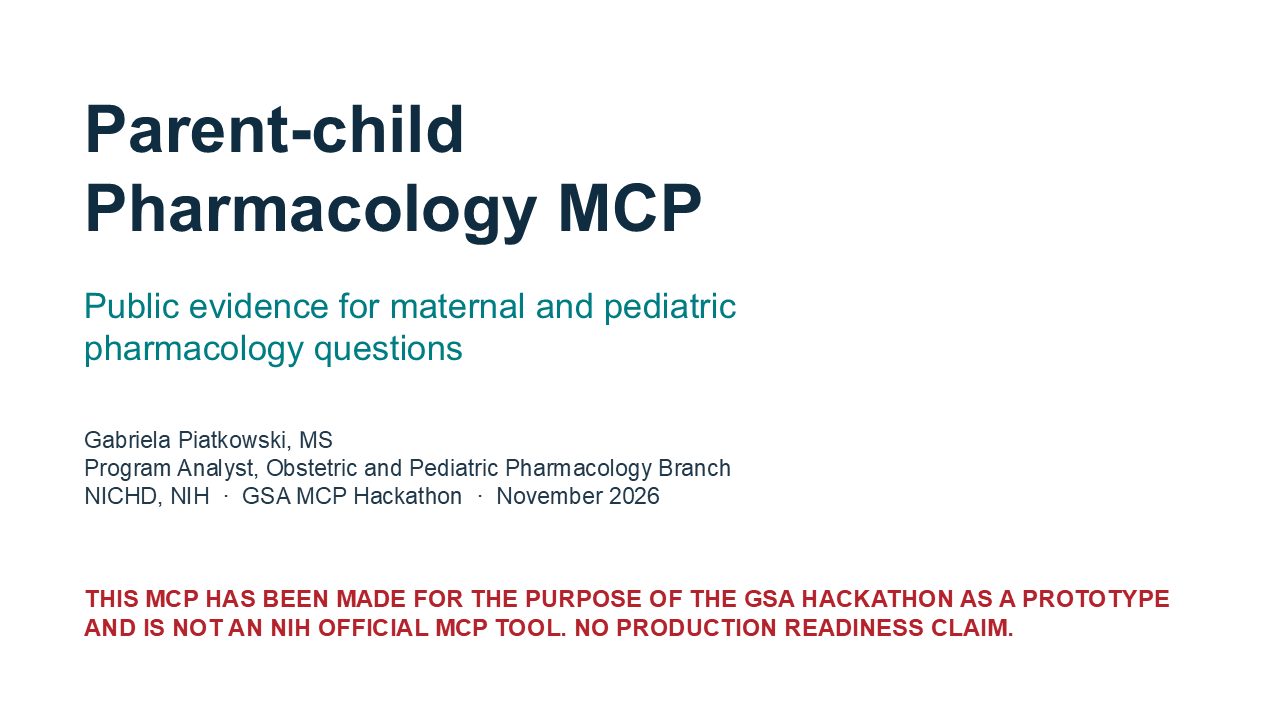 Parent-child
Pharmacology MCP
Public evidence for maternal and pediatric
pharmacology questions
Gabriela Piatkowski, MS
Program Analyst, Obstetric and Pediatric Pharmacology Branch
NICHD, NIH · GSA MCP Hackathon · November 2026
THIS MCP HAS BEEN MADE FOR THE PURPOSE OF THE GSA HACKATHON AS A PROTOTYPE
AND IS NOT AN NIH OFFICIAL MCP TOOL. NO PRODUCTION READINESS CLAIM.